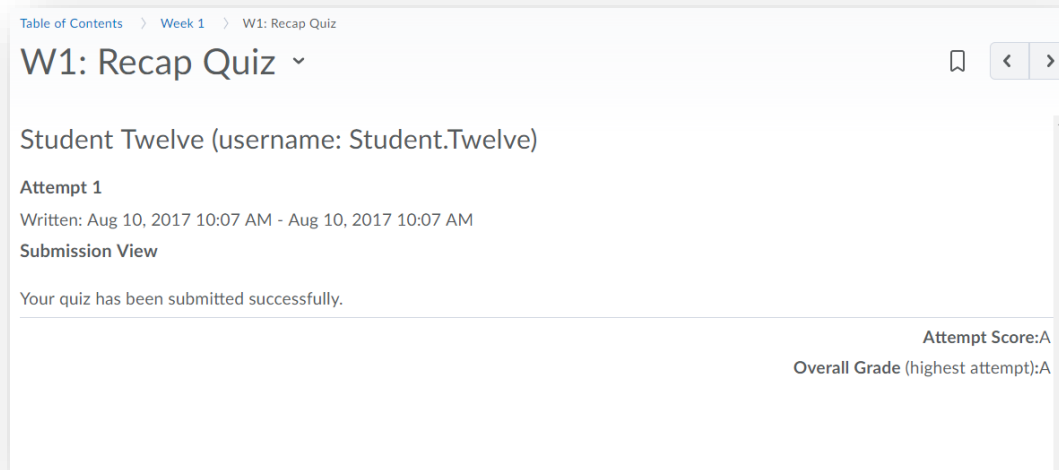 Table of Contents > Week 1 > W1: Recap Quiz
W1: Recap Quiz
Student Twelve (username: Student.Twelve)
Attempt 1
Written: Aug 10, 2017 10:07 AM - Aug 10, 2017 10:07 AM
Submission View
Your quiz has been submitted successfully.
Attempt Score:A
Overall Grade (highest attempt):A